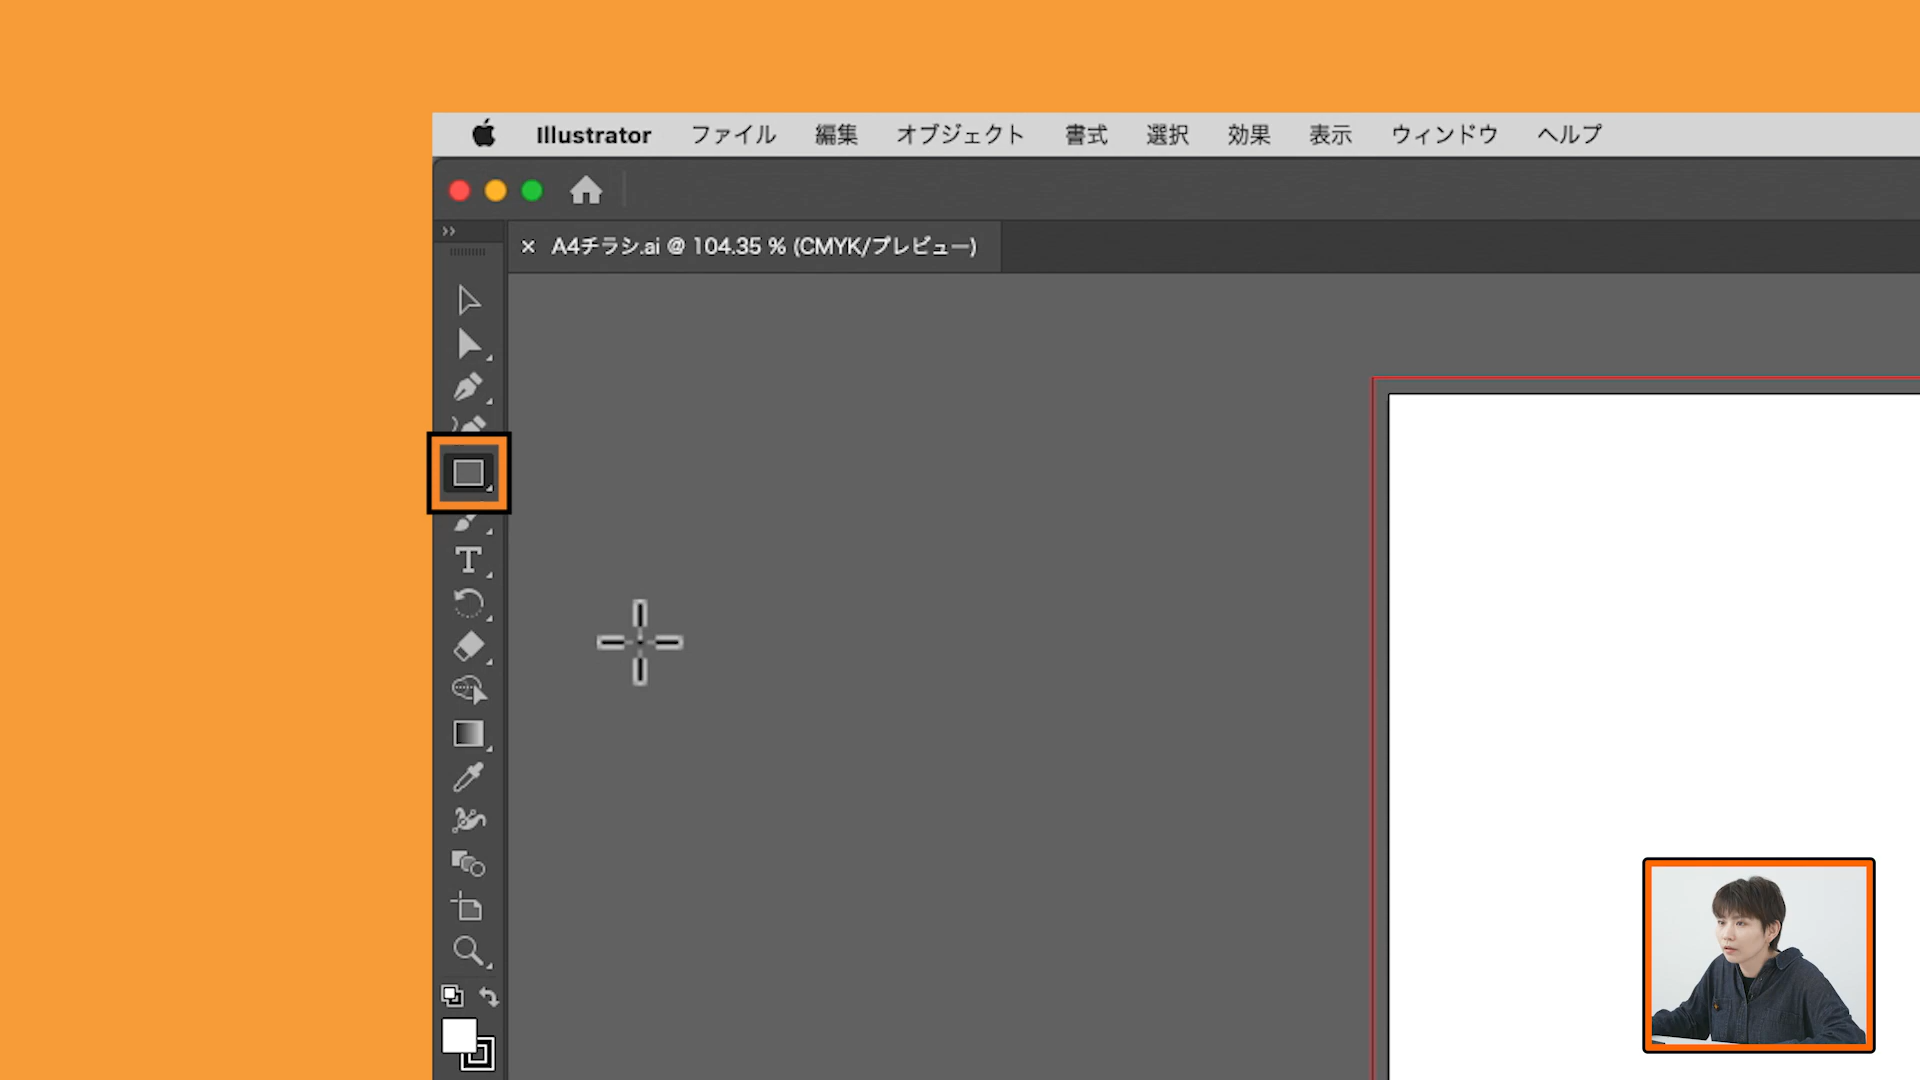 Illustrator ファイル 編集 オブジェクト 書式 選択 効果 表示 ウィンドウ ヘルプ
× A4チラシ.ai @ 104.35 % (CMYK/プレビュー)